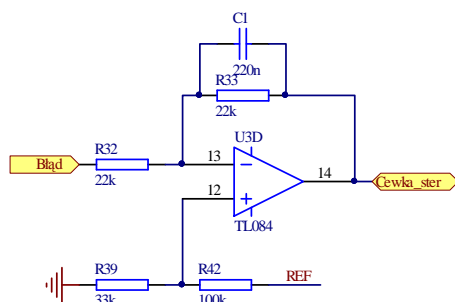 C1
220n
R33
22k
U3D
Błąd
R32
22k
13
12
14
Cewka_ster
TL084
R39
33k
R42
100k
REF